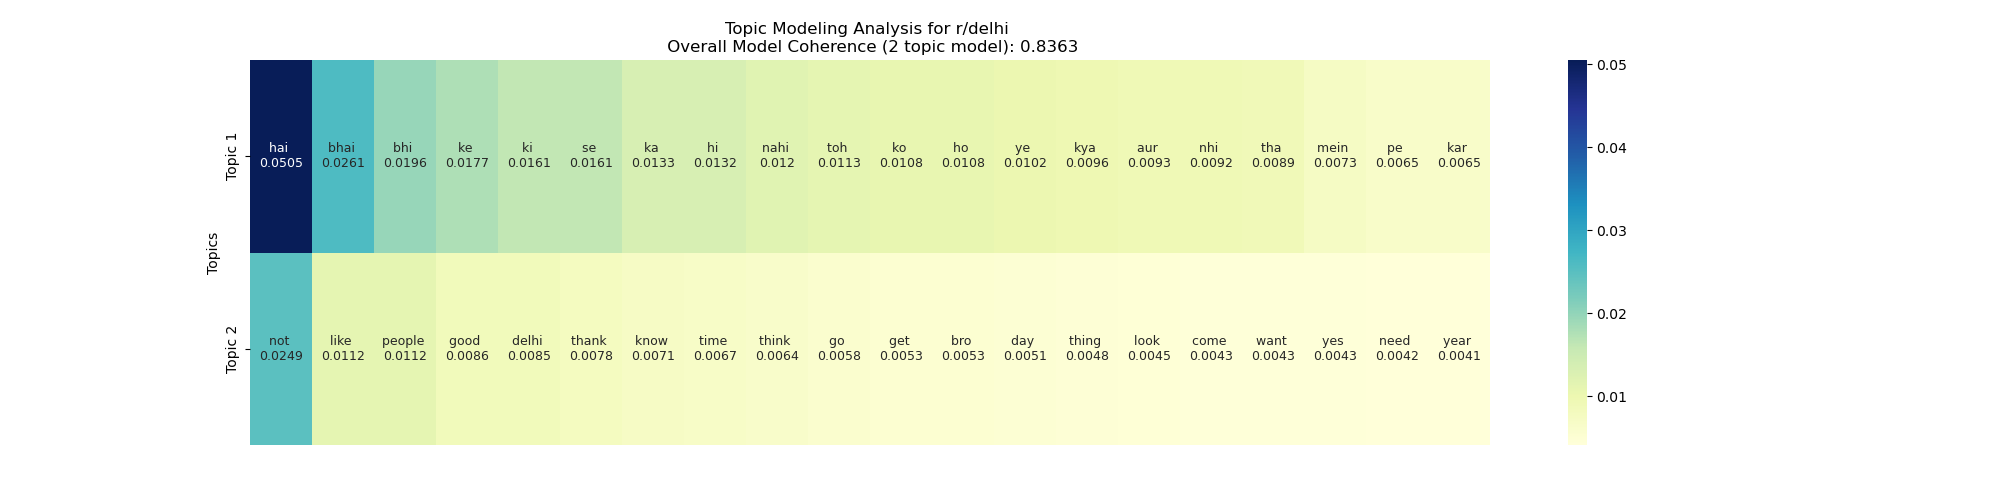 Topic Modeling Analysis for r/delhi
Overall Model Coherence (2 topic model): 0.8363
Topics
Topic 1
hai bhai bhi ke ki se ka hi nahi toh ko ho ye kya aur nhi tha mein pe kar
0.0505 0.0261 0.0196 0.0177 0.0161 0.0161 0.0133 0.0132 0.012 0.0113 0.0108 0.0108 0.0102 0.0096 0.0093 0.0092 0.0089 0.0073 0.0065 0.0065
Topic 2
not like people good delhi thank know time think go get bro day thing look come want yes need year
0.0249 0.0112 0.0112 0.0086 0.0085 0.0078 0.0071 0.0067 0.0064 0.0058 0.0053 0.0053 0.0051 0.0048 0.0045 0.0043 0.0043 0.0043 0.0042 0.0041
0.05
0.04
0.03
0.02
0.01